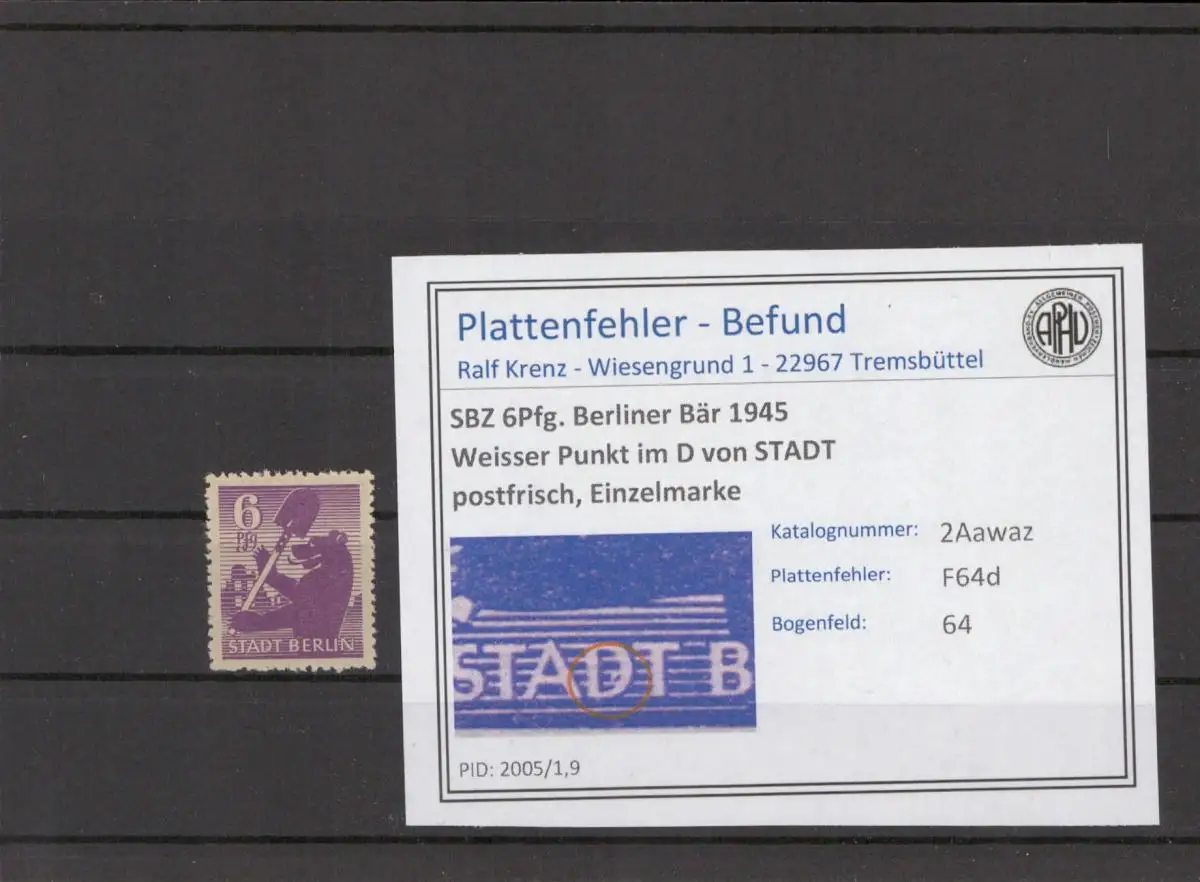 6
Pfg
STADT BERLIN
Plattenfehler - Befund
Ralf Krenz - Wiesengrund 1 - 22967 Tremsbüttel
APHV
SBZ 6Pfg. Berliner Bär 1945
Weisser Punkt im D von STADT
postfrisch, Einzelmarke
Katalognummer: 2Aawaz
Plattenfehler: F64d
Bogenfeld: 64
STADT B
PID: 2005/1,9